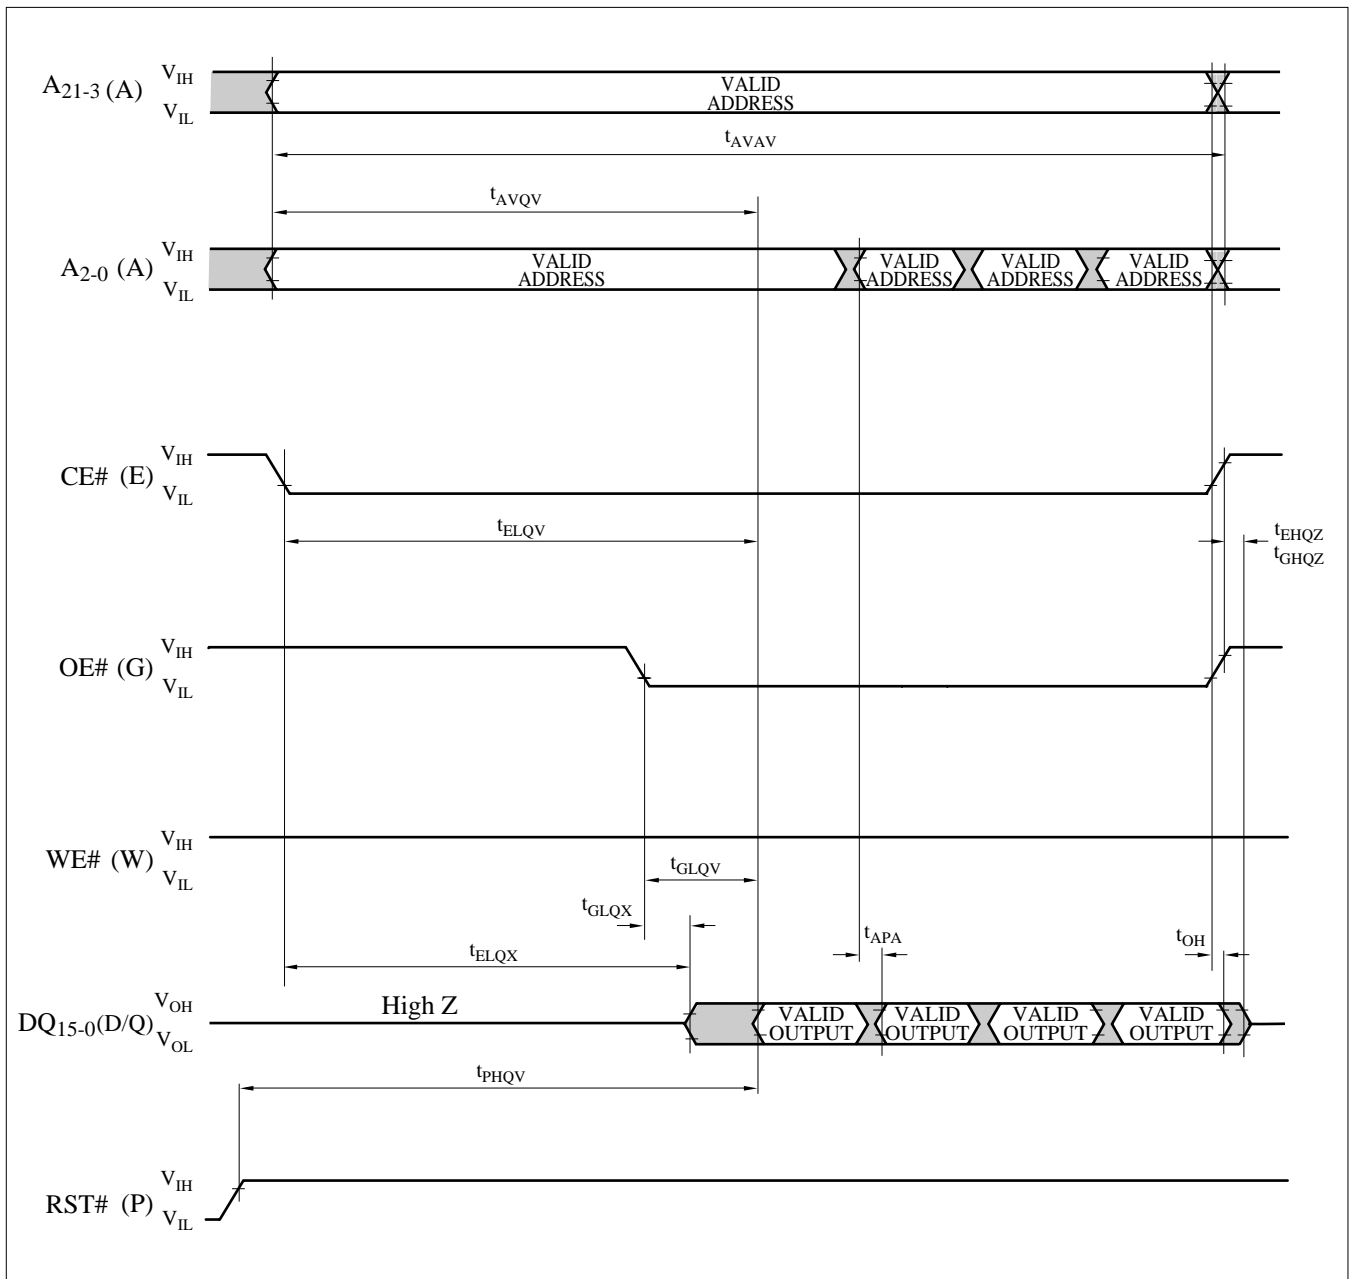 A21-3 (A) VIH
VIL
VALID
ADDRESS
tAVAV
tAVQV
A2-0 (A) VIH
VIL
VALID
ADDRESS
VALID
ADDRESS
VALID
ADDRESS
VALID
ADDRESS
CE# (E) VIH
VIL
tELQV
tEHQZ
tGHQZ
OE# (G) VIH
VIL
WE# (W) VIH
VIL
tGLQV
tGLQX
tAPA
tOH
tELQX
DQ15-0(D/Q) VOH
VOL
High Z
VALID
OUTPUT
VALID
OUTPUT
VALID
OUTPUT
VALID
OUTPUT
tPHQV
RST# (P) VIH
VIL